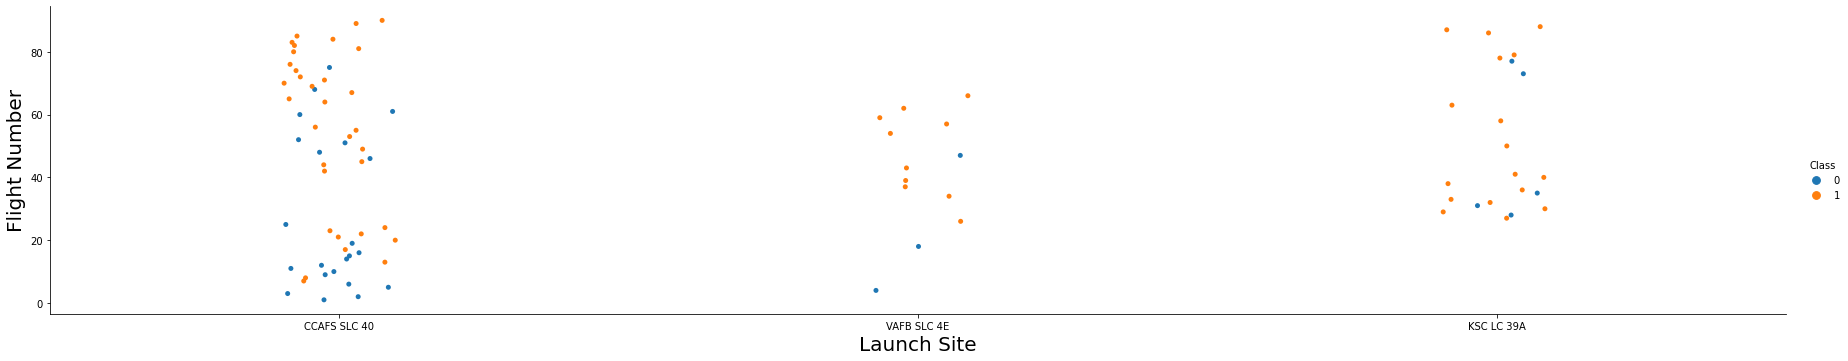 Flight Number
80
60
40
20
0
CCAFS SLC 40
VAFB SLC 4E
KSC LC 39A
Launch Site
Class
0
1